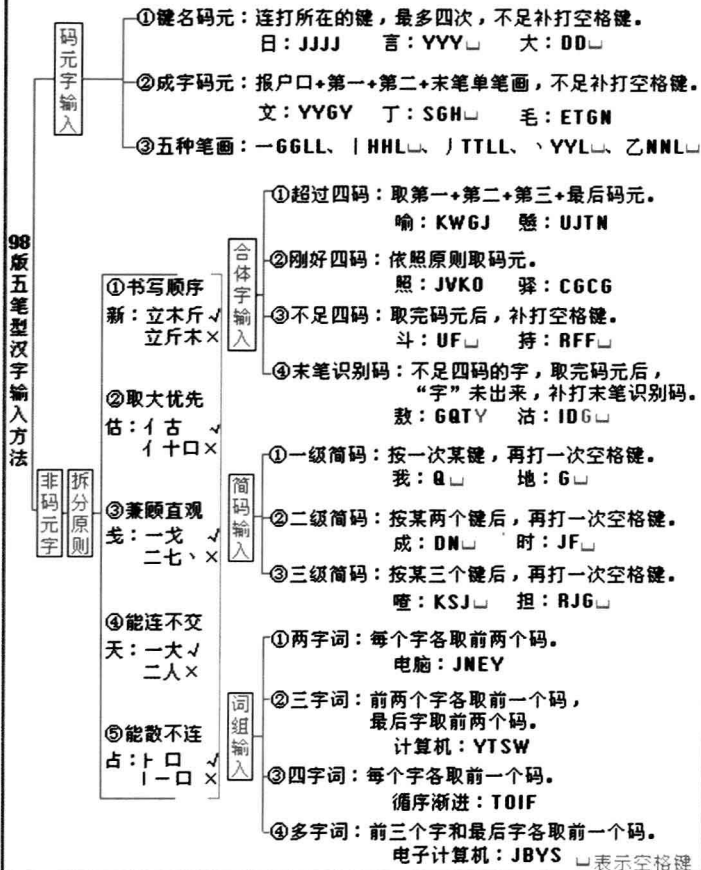 98版五笔型汉字输入方法
码元字输入
①键名码元：连打所在的键，最多四次，不足补打空格键。
日：JJJJ 言：YYY⌴ 大：DD⌴
②成字码元：报户口+第一+第二+末笔单笔画，不足补打空格键。
文：YYGY 丁：SGH⌴ 毛：ETGN
③五种笔画：一GGLL、丨HHL⌴、丿TTLL、丶YYL⌴、乙NNL⌴
非码元字
拆分原则
①书写顺序
新：立木斤√
立斤木×
②取大优先
估：亻古 √
亻十口×
③兼顾直观
戋：一戈 √
二七丶×
④能连不交
天：一大√
二人×
⑤能散不连
占：⺊口 √
丨一口×
合体字输入
①超过四码：取第一+第二+第三+最后码元。
喻：KWGJ UJTN
②刚好四码：依照原则取码元。
照：JVKO 驿：CGCG
③不足四码：取完码元后，补打空格键。
斗：UF⌴ 持：RFF⌴
④末笔识别码：不足四码的字，取完码元后，
“字”未出来，补打末笔识别码。
敖：GQTY 沽：IDG⌴
简码输入
①一级简码：按一次某键，再打一次空格键。
我：Q⌴ 地：G⌴
②二级简码：按某两个键后，再打一次空格键。
成：DN⌴ 时：JF⌴
③三级简码：按某三个键后，再打一次空格键。
喳：KSJ⌴ 担：RJG⌴
词组输入
①两字词：每个字各取前两个码。
电脑：JNEY
②三字词：前两个字各取前一个码，
最后字取前两个码。
计算机：YTSW
③四字词：每个字各取前一个码。
循序渐进：TOIF
④多字词：前三个字和最后字各取前一个码。
电子计算机：JBYS
⌴表示空格键